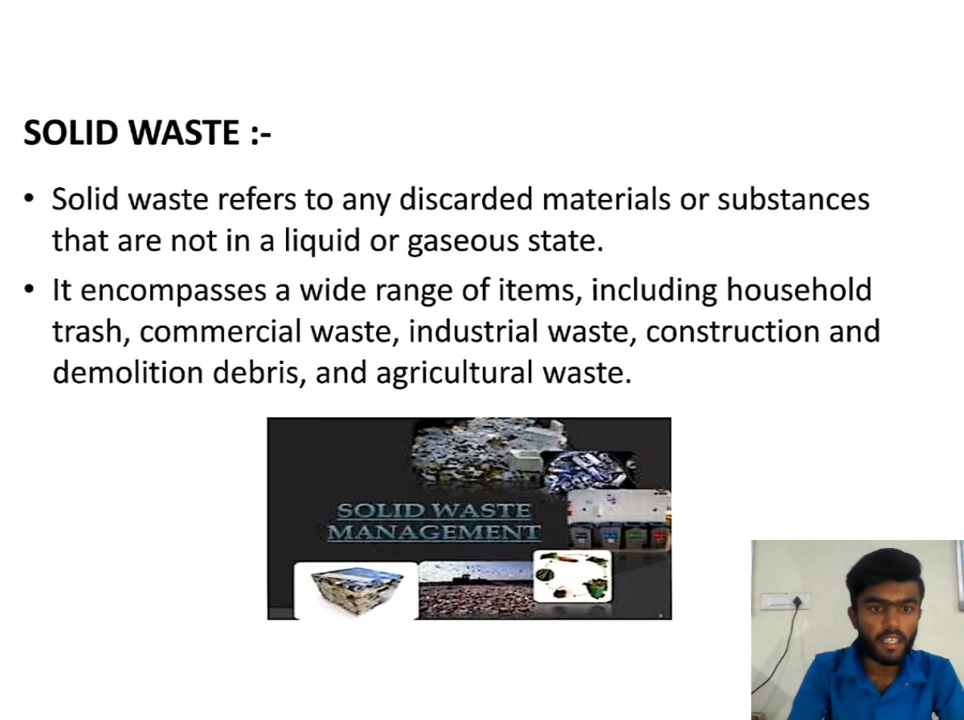 SOLID WASTE :-
• Solid waste refers to any discarded materials or substances
that are not in a liquid or gaseous state.
• It encompasses a wide range of items, including household
trash, commercial waste, industrial waste, construction and
demolition debris, and agricultural waste.
SOLID WASTE
MANAGEMENT